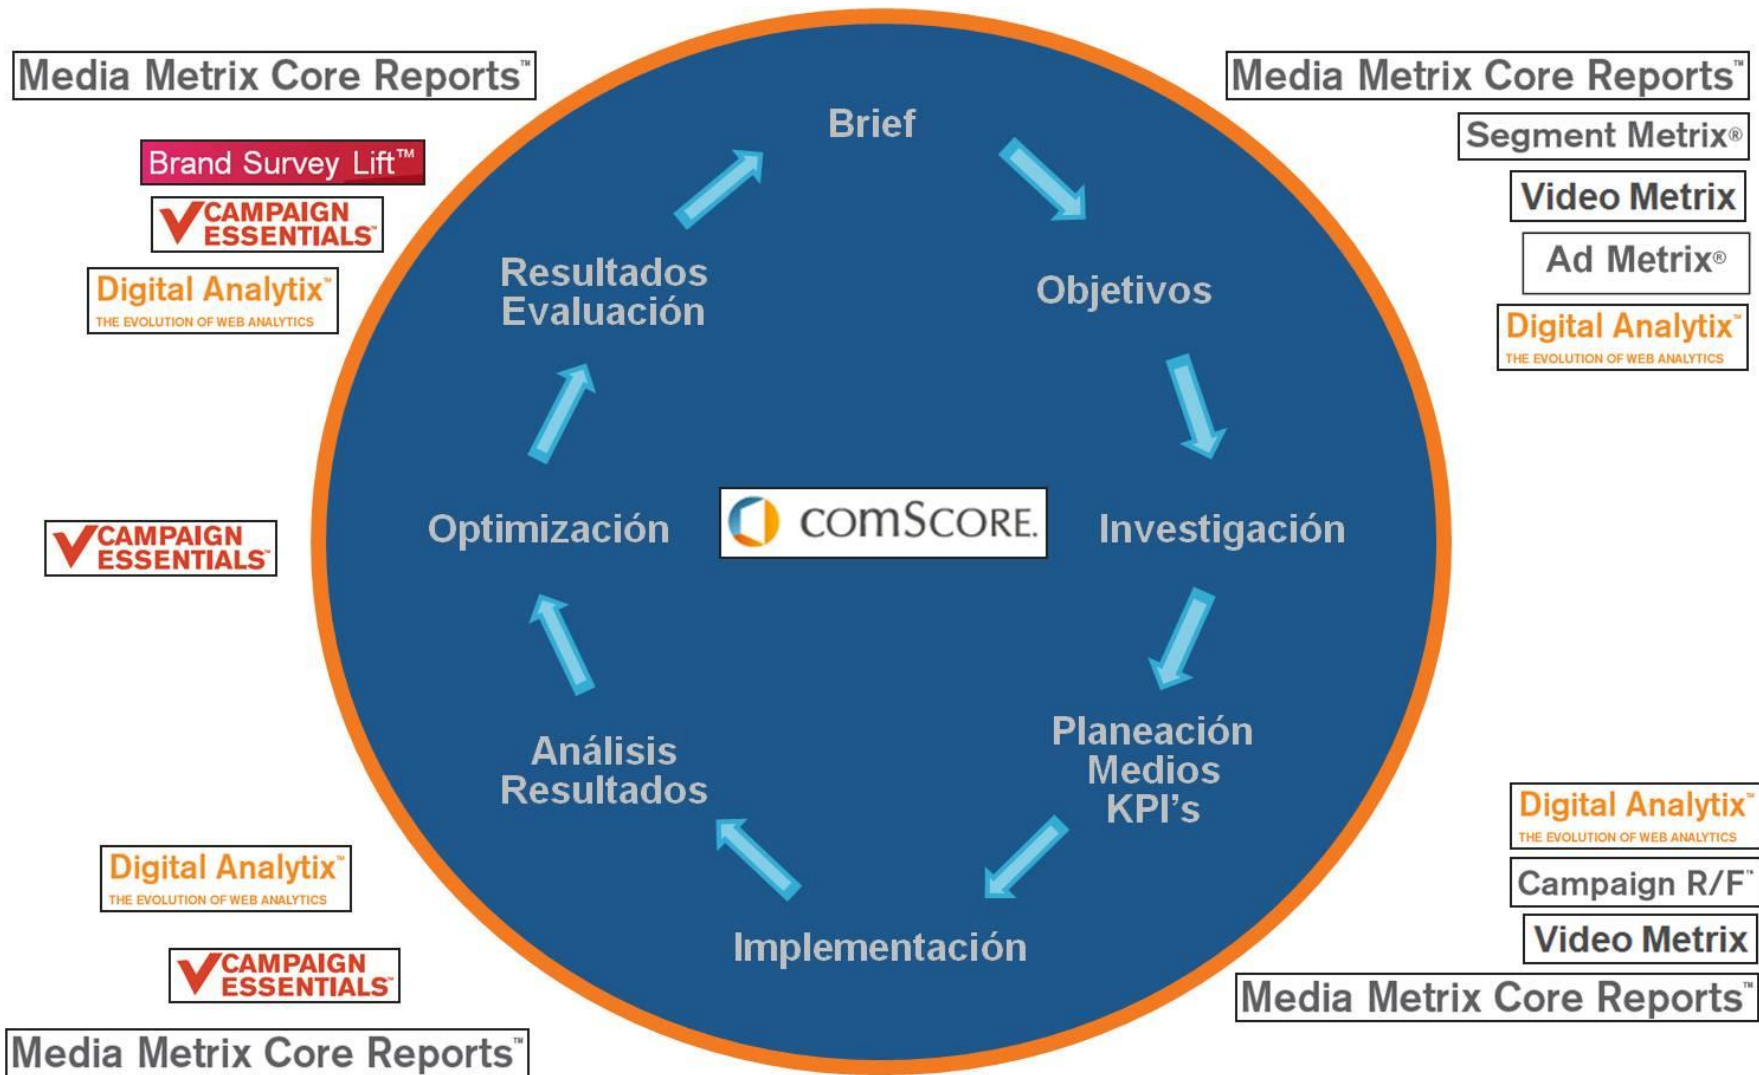 Media Metrix Core Reports™
Brand Survey Lift™
CAMPAIGN
ESSENTIALS™
Digital Analytix™
THE EVOLUTION OF WEB ANALYTICS
Media Metrix Core Reports™
Segment Metrix®
Video Metrix
Ad Metrix®
Digital Analytix™
THE EVOLUTION OF WEB ANALYTICS
Brief
Objetivos
Investigación
Planeación
Medios
KPI's
Implementación
Análisis
Resultados
Optimización
Resultados
Evaluación
comSCORE.
CAMPAIGN
ESSENTIALS™
Digital Analytix™
THE EVOLUTION OF WEB ANALYTICS
CAMPAIGN
ESSENTIALS™
Media Metrix Core Reports™
Digital Analytix™
THE EVOLUTION OF WEB ANALYTICS
Campaign R/F™
Video Metrix
Media Metrix Core Reports™